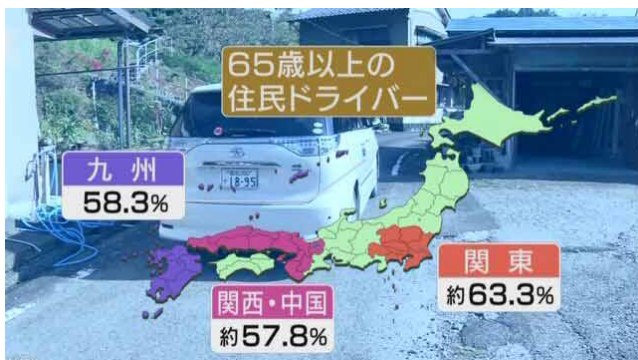 65歳以上の
住民ドライバー
九州
58.3%
18-95
関西・中国
約57.8%
関東
約63.3%